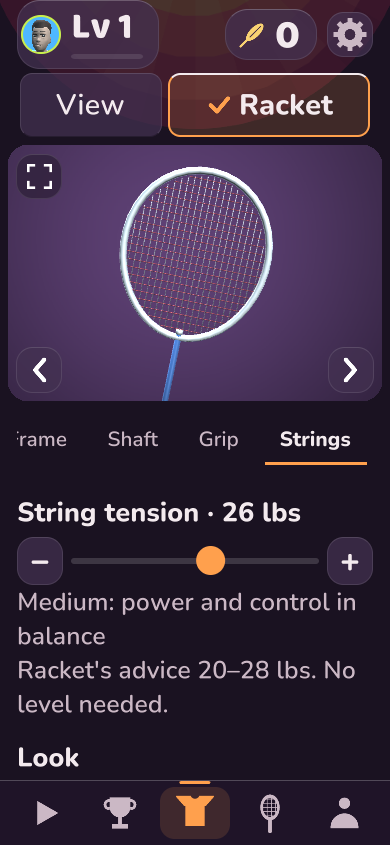 Lv 1
0
View
Racket
Frame
Shaft
Grip
Strings
String tension · 26 lbs
Medium: power and control in
balance
Racket's advice 20–28 lbs. No
level needed.
Look